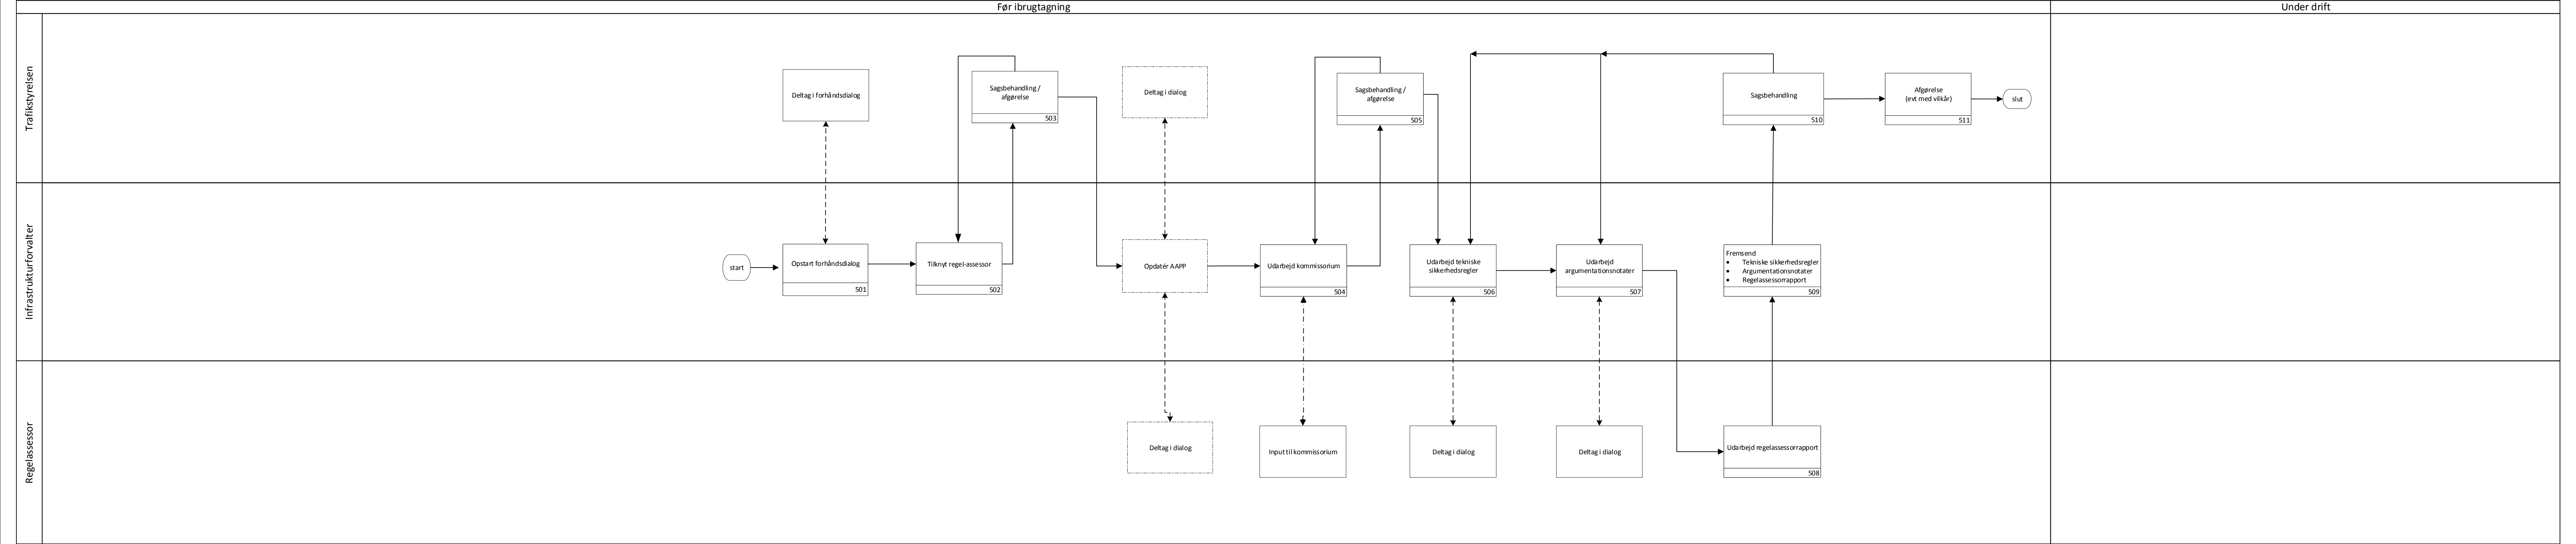 Før ibrugtagning
Under drift
Trafikstyrelsen
Deltag i forhåndsdialog
Sagsbehandling /
afgørelse
503
Deltag i dialog
Sagsbehandling /
afgørelse
505
Sagsbehandling
510
Afgørelse
(evt med vilkår)
511
slut
Infrastrukturforvalter
start
Opstart forhåndsdialog
501
Tilknyt regel-assessor
502
Opdatér AAPP
Udarbejd kommissorium
504
Udarbejd tekniske
sikkerhedsregler
506
Udarbejd
argumentationsnotater
507
Fremsend
• Tekniske sikkerhedsregler
• Argumentationsnotater
• Regelassessorrapport
509
Regelassessor
Deltag i dialog
Input til kommissorium
Deltag i dialog
Deltag i dialog
Udarbejd regelassessorrapport
508